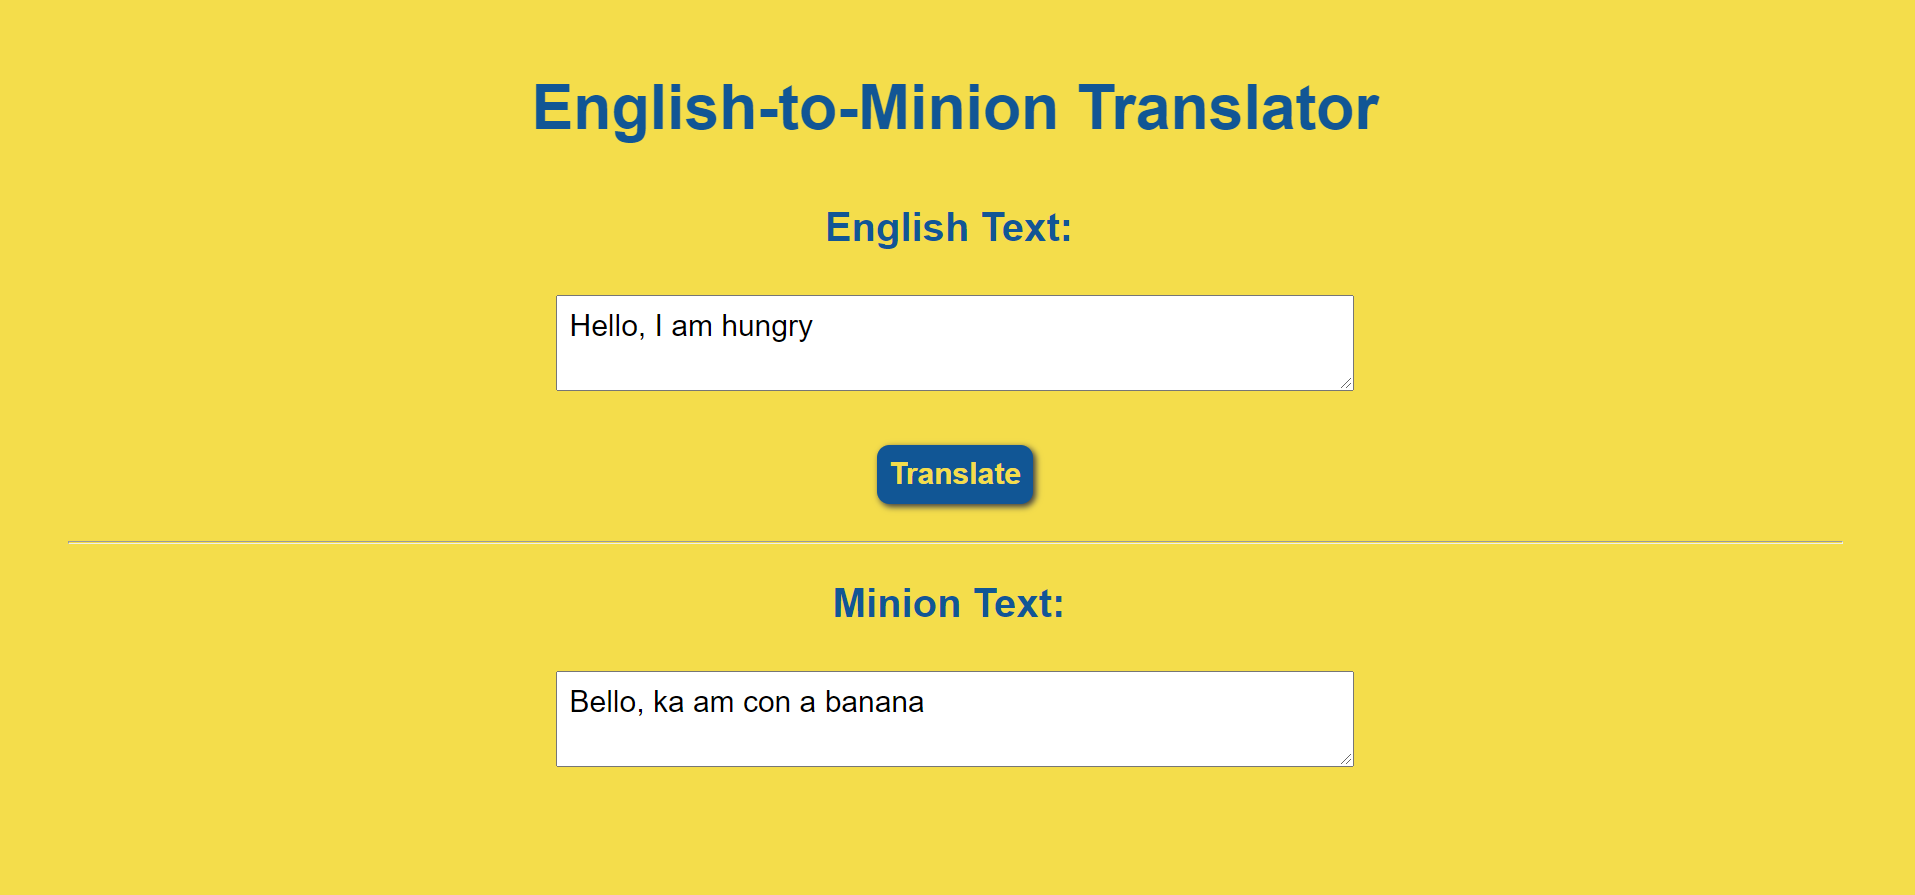 English-to-Minion Translator
English Text:
Hello, I am hungry
Translate
Minion Text:
Bello, ka am con a banana